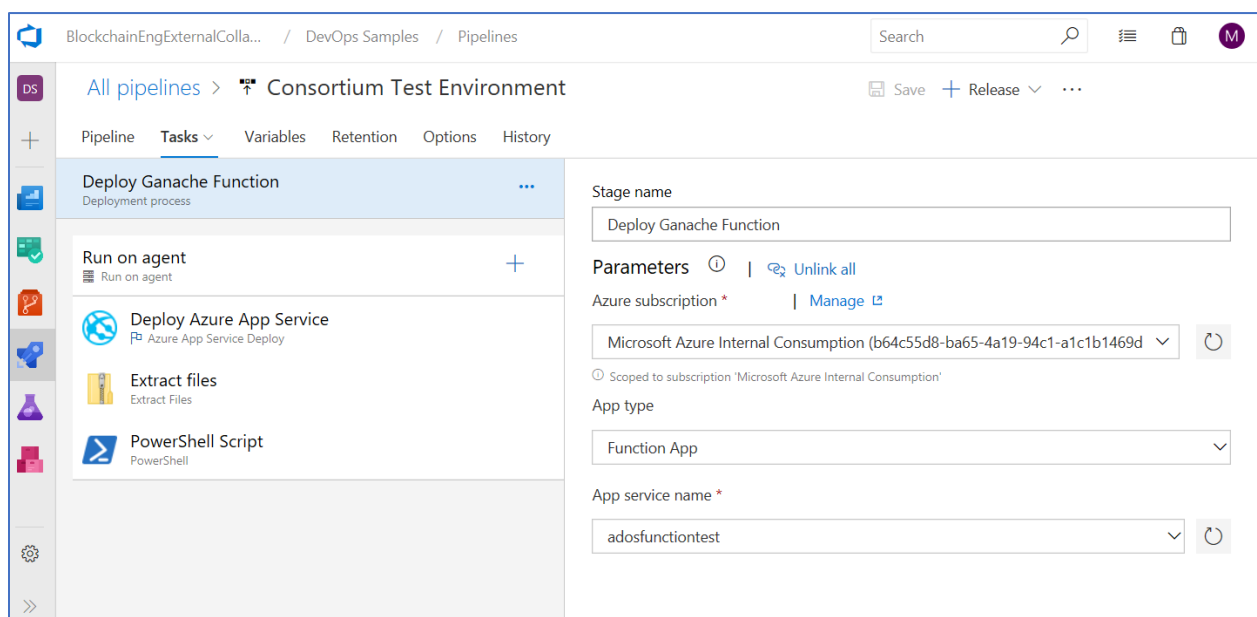 BlockchainEngExternalColla... / DevOps Samples / Pipelines
Search
M
DS
All pipelines > Consortium Test Environment
Save + Release ...
Pipeline Tasks Variables Retention Options History
Deploy Ganache Function
Deployment process
...
Run on agent
Run on agent
Deploy Azure App Service
Azure App Service Deploy
Extract files
Extract Files
PowerShell Script
PowerShell
Stage name
Deploy Ganache Function
Parameters | Unlink all
Azure subscription * | Manage
Microsoft Azure Internal Consumption (b64c55d8-ba65-4a19-94c1-a1c1b1469d
Scoped to subscription 'Microsoft Azure Internal Consumption'
App type
Function App
App service name *
adosfunctiontest